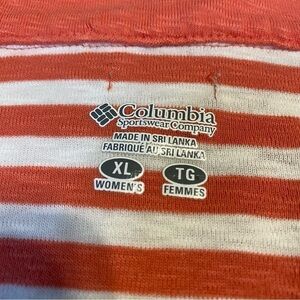 Columbia
Sportswear Company
MADE IN SRI LANKA
FABRIQUÉ AU SRI LANKA
XL TG
WOMEN'S FEMMES